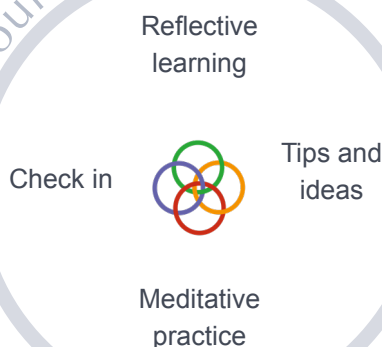 Reflective
learning
Check in
Tips and
ideas
Meditative
practice